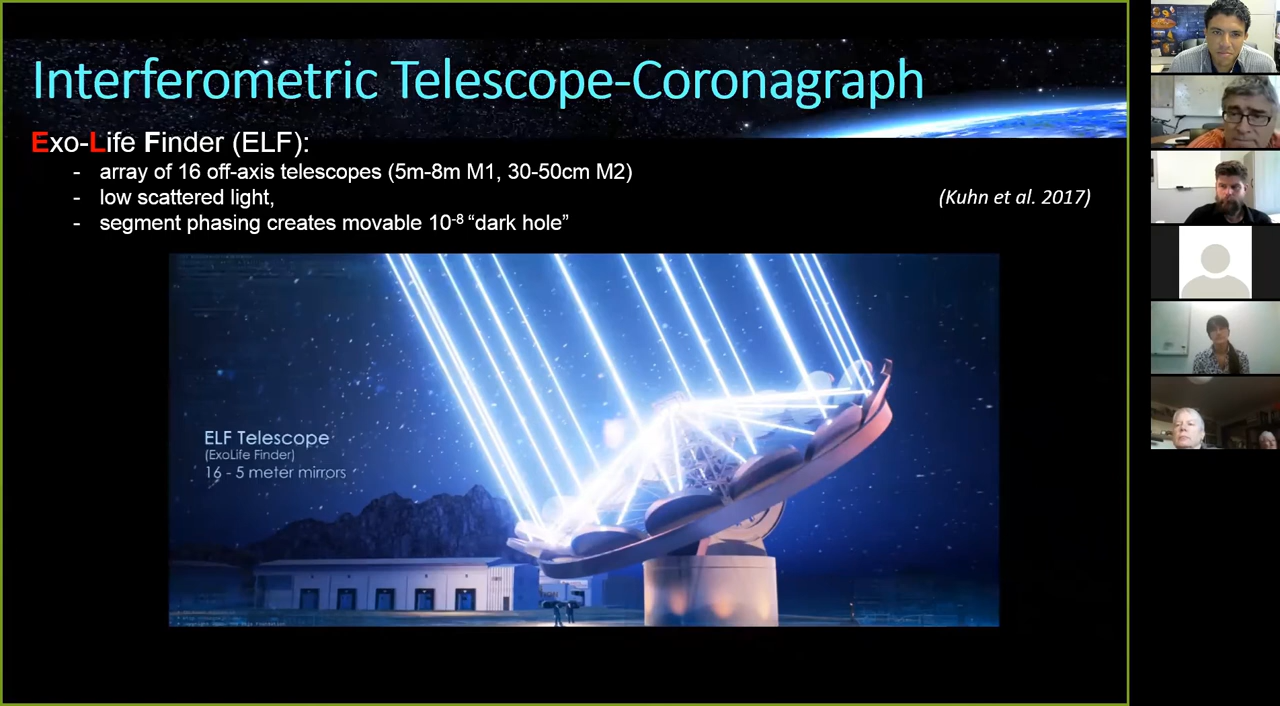 Interferometric Telescope-Coronagraph
Exo-Life Finder (ELF):
- array of 16 off-axis telescopes (5m-8m M1, 30-50cm M2)
- low scattered light,
(Kuhn et al. 2017)
- segment phasing creates movable 10⁻⁸ “dark hole”
ELF Telescope
(ExoLife Finder)
16 - 5 meter mirrors